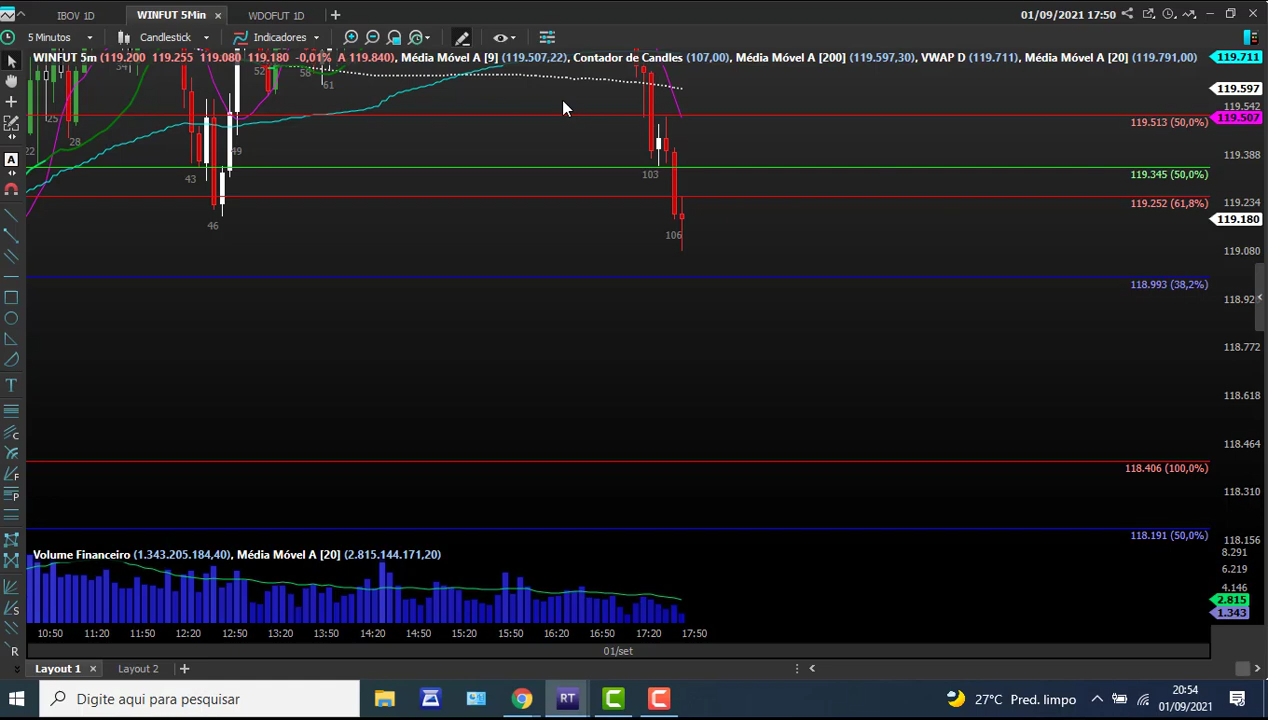 IBOV 1D
WINFUT 5Min
WDOFUT 1D
01/09/2021 17:50
5 Minutos
Candlestick
Indicadores
WINFUT 5m (119.200 119.255 119.080 119.180 -0,01% A 119.840), Média Móvel A [9] (119.507,22), Contador de Candles (107,00), Média Móvel A [200] (119.597,30), VWAP D (119.711), Média Móvel A [20] (119.791,00)
119.711
119.597
119.542
119.507
119.513 (50,0%)
119.388
119.345 (50,0%)
119.234
119.252 (61,8%)
119.180
119.080
118.993 (38,2%)
118.92
118.772
118.618
118.464
118.406 (100,0%)
118.310
118.191 (50,0%)
118.156
22
25
28
43
46
49
52
58
61
103
106
Volume Financeiro (1.343.205.184,40), Média Móvel A [20] (2.815.144.171,20)
8.291
6.219
4.146
2.815
1.343
10:50 11:20 11:50 12:20 12:50 13:20 13:50 14:20 14:50 15:20 15:50 16:20 16:50 17:20 17:50
01/set
Layout 1
Layout 2
Digite aqui para pesquisar
RT
27°C Pred. limpo
20:54
01/09/2021